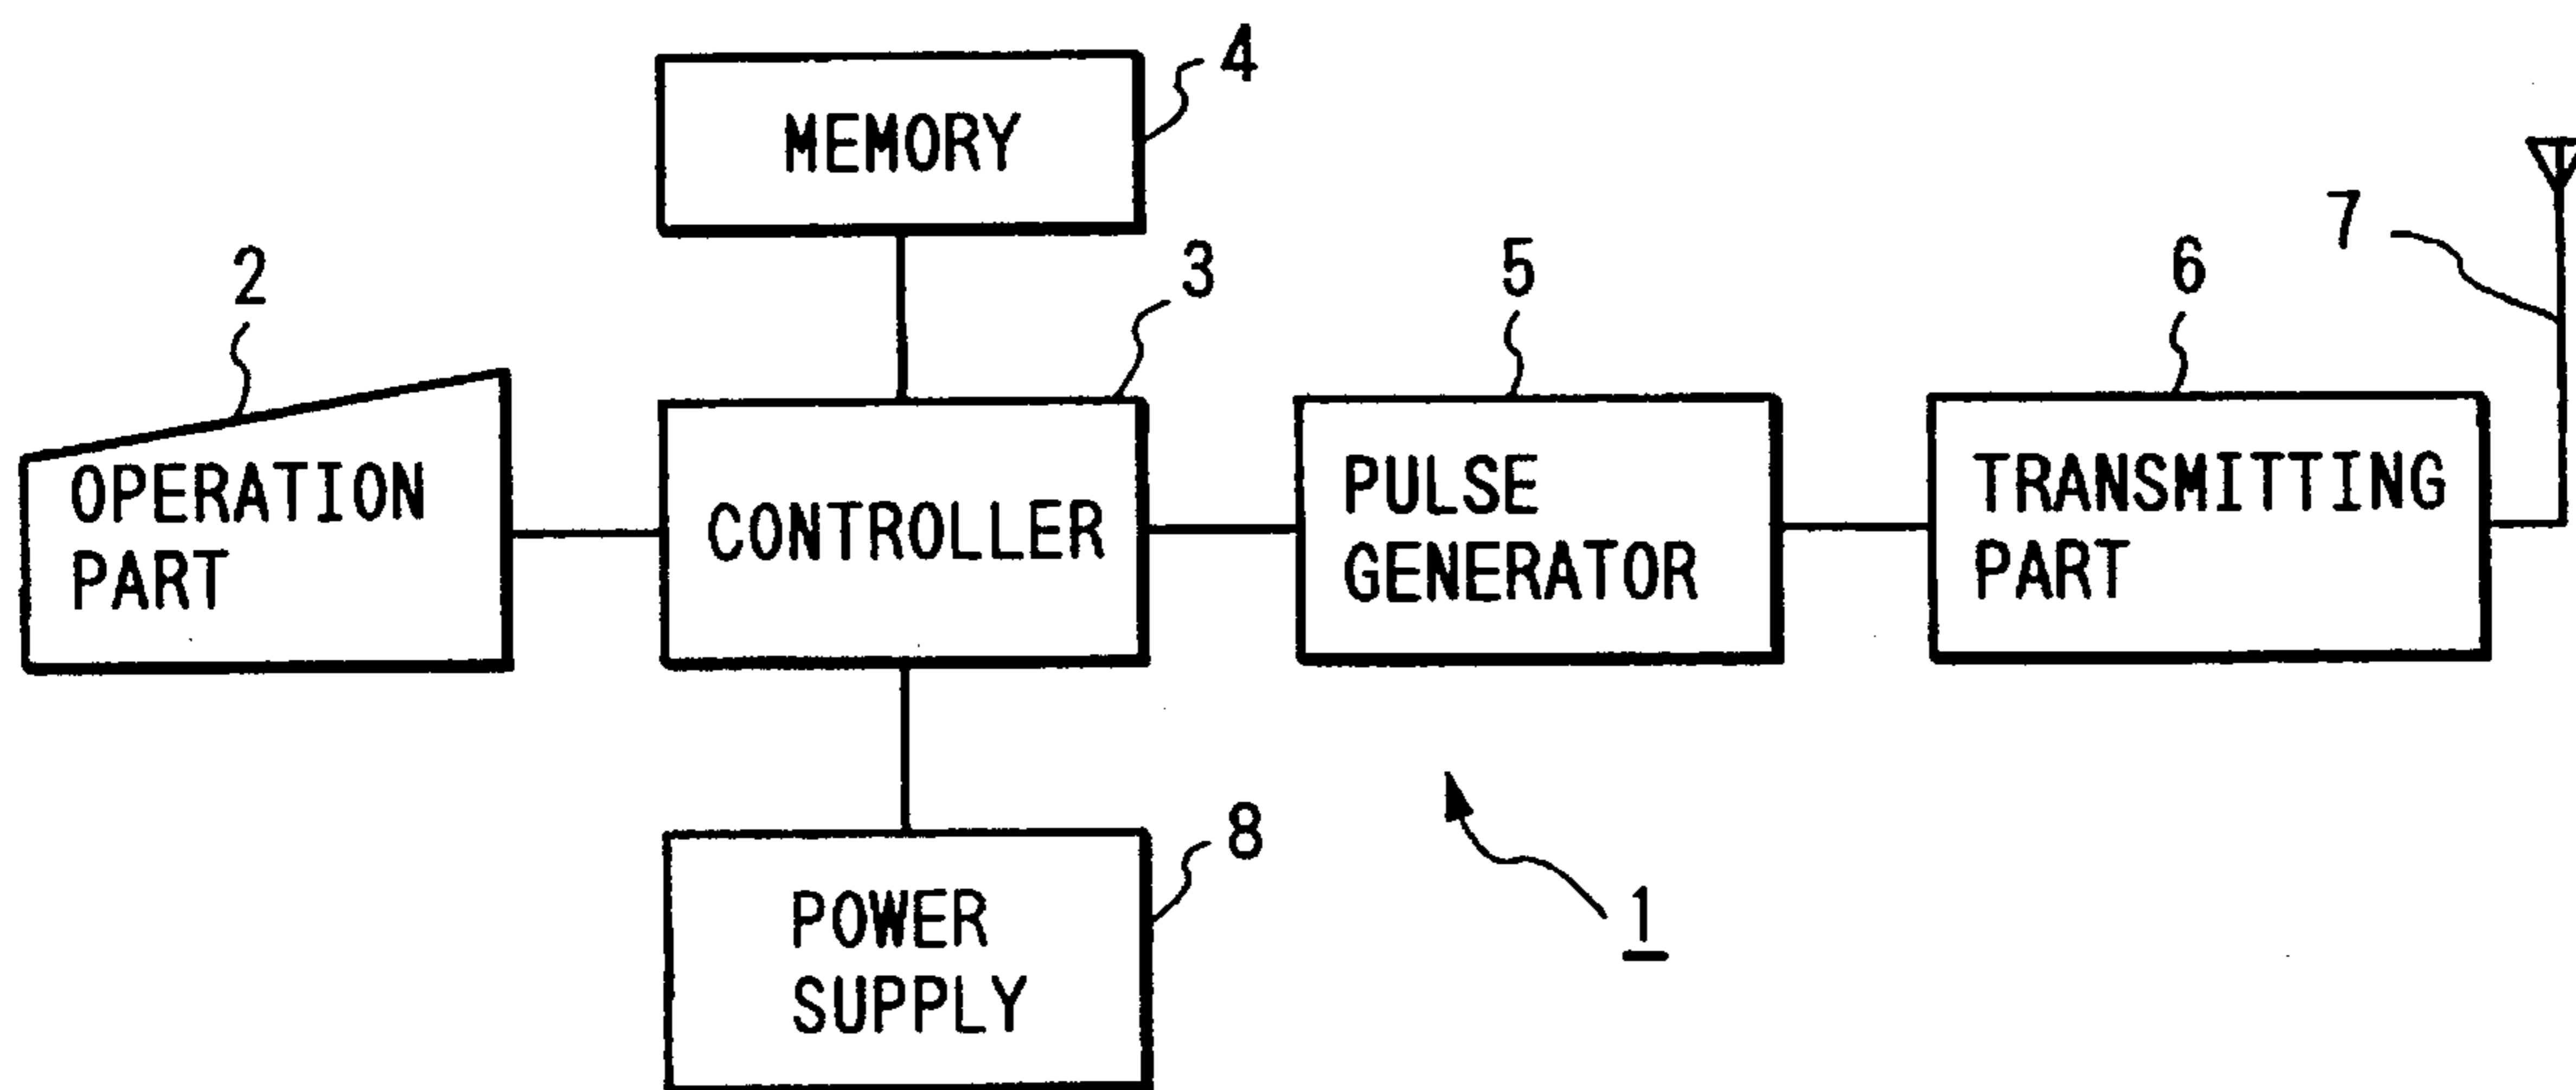 4
MEMORY
7
2
3
5
6
OPERATION
PART
CONTROLLER
PULSE
GENERATOR
TRANSMITTING
PART
8
POWER
SUPPLY
1